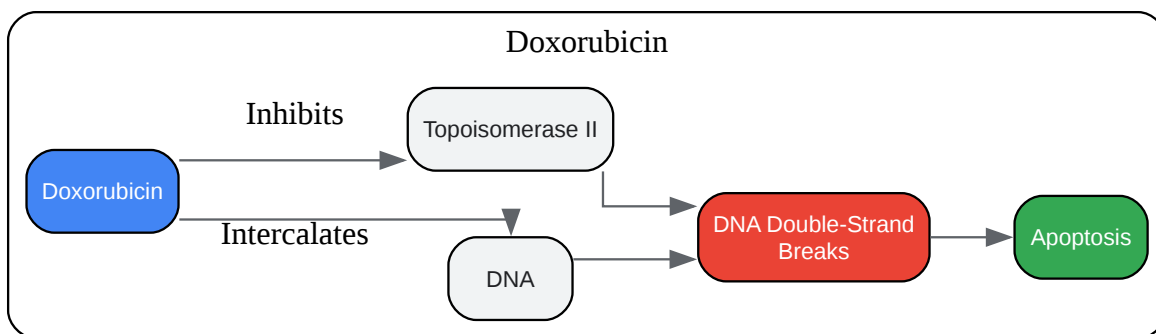 Doxorubicin
Inhibits
Topoisomerase II
Doxorubicin
Intercalates
DNA
DNA Double-Strand
Breaks
Apoptosis